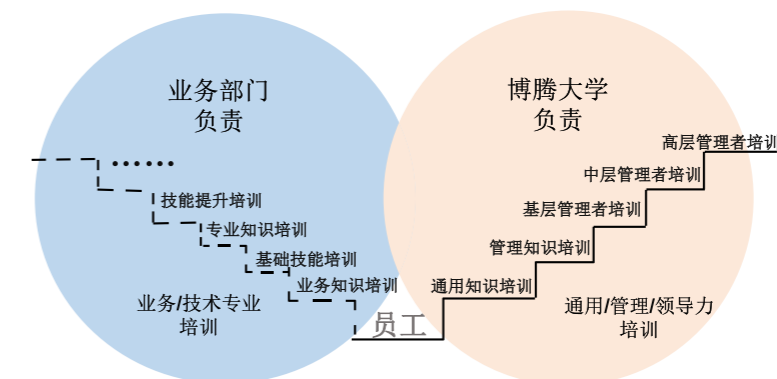 业务部门
负责
......
技能提升培训
专业知识培训
基础技能培训
业务知识培训
业务/技术专业
培训
员工
博腾大学
负责
高层管理者培训
中层管理者培训
基层管理者培训
管理知识培训
通用知识培训
通用/管理/领导力
培训